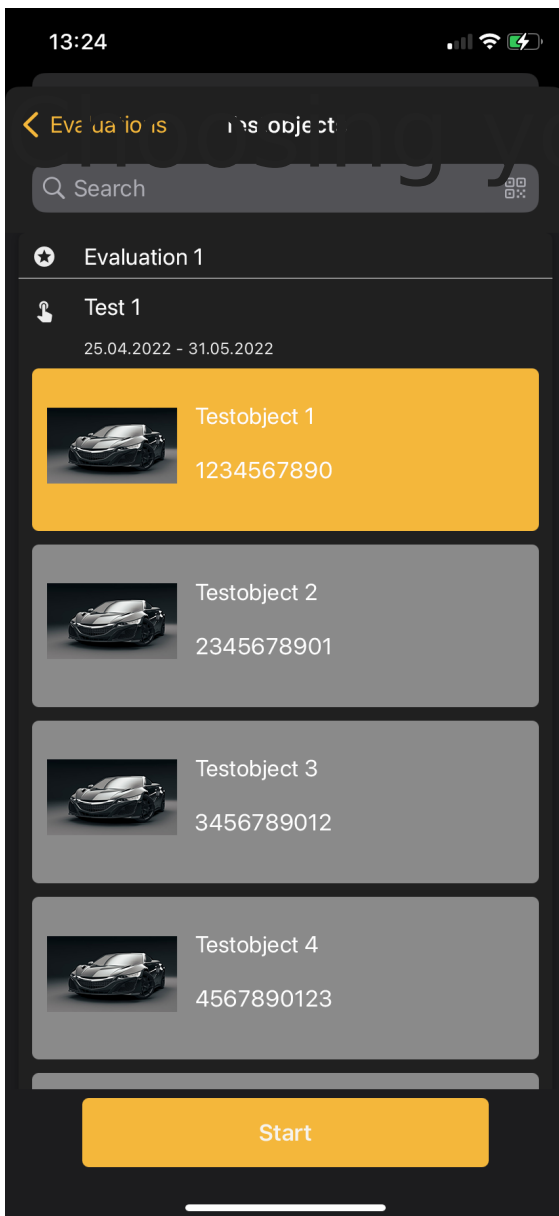 13:24
Choosing y
Evaluations
Search
Evaluation 1
Test 1
25.04.2022 - 31.05.2022
Testobject 1
1234567890
Testobject 2
2345678901
Testobject 3
3456789012
Testobject 4
4567890123
Start